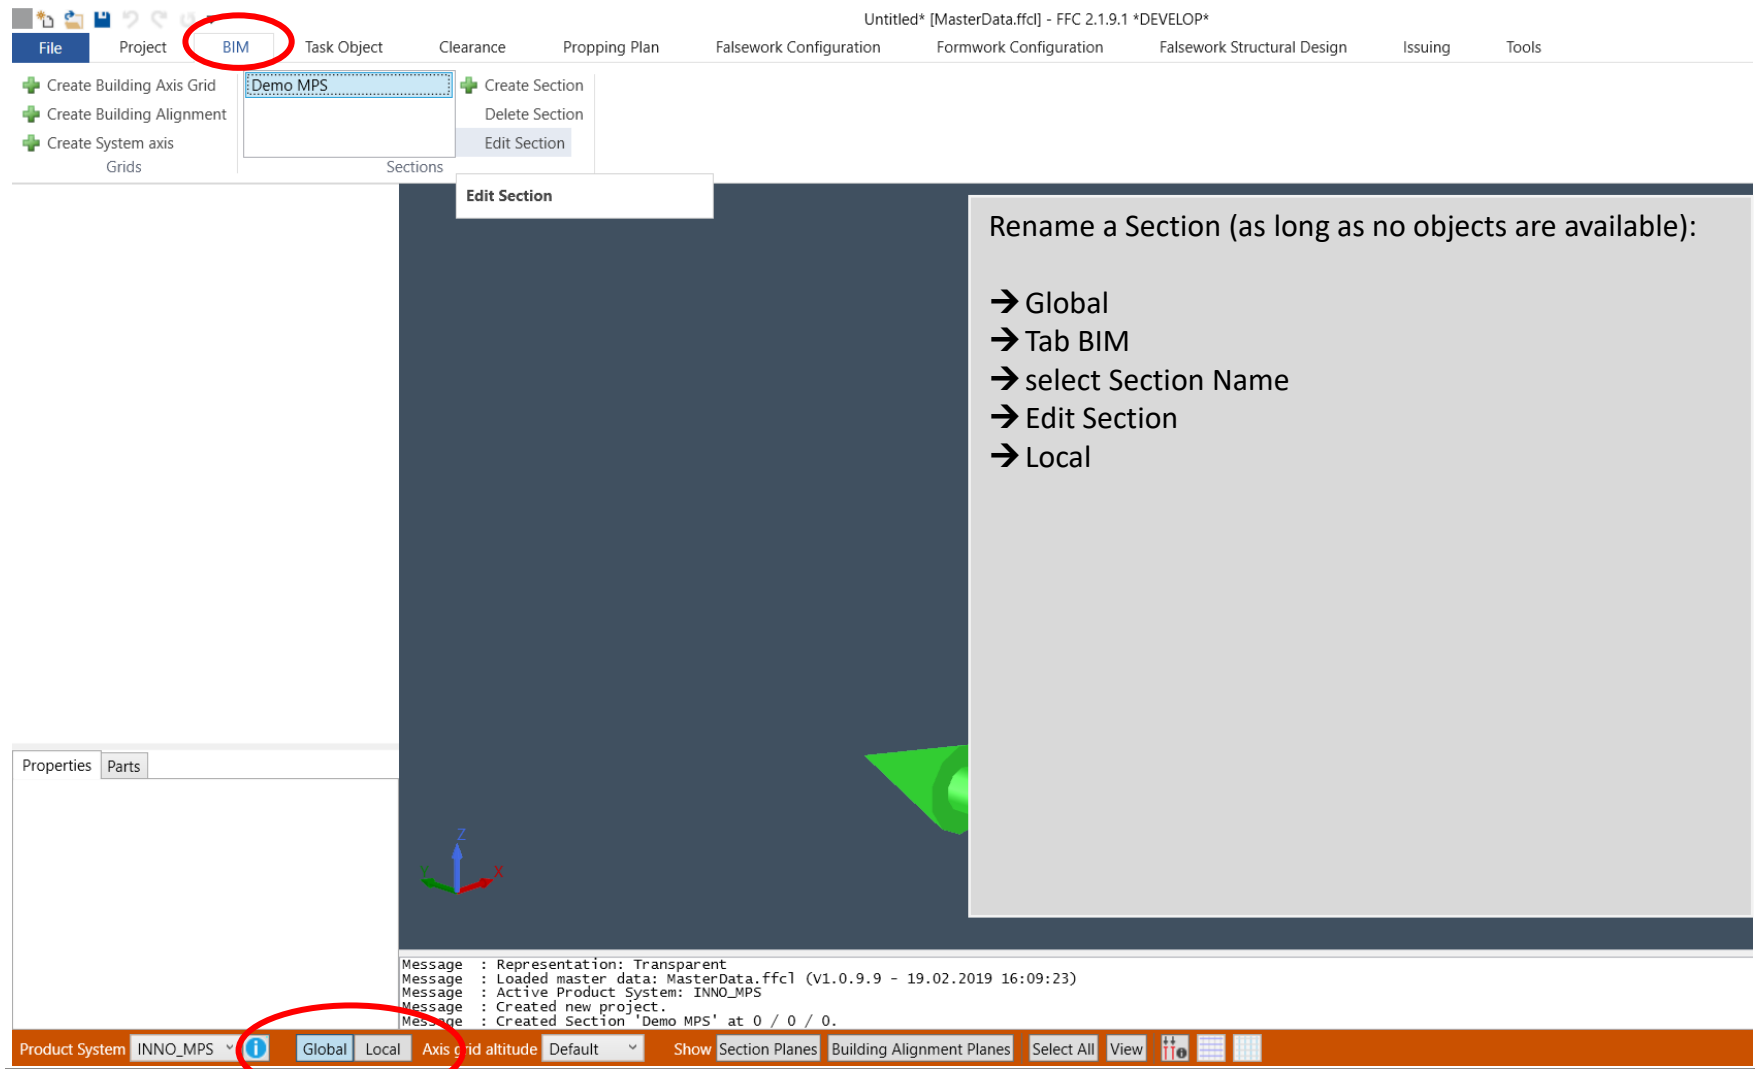 Untitled* [MasterData.ffcl] - FFC 2.1.9.1 *DEVELOP*
File Project BIM Task Object Clearance Propping Plan Falsework Configuration Formwork Configuration Falsework Structural Design Issuing Tools
Create Building Axis Grid
Create Building Alignment
Create System axis
Grids
Demo MPS
Create Section
Delete Section
Edit Section
Sections
Edit Section
Rename a Section (as long as no objects are available):
→ Global
→ Tab BIM
→ select Section Name
→ Edit Section
→ Local
Properties Parts
Z
Y
X
Message : Representation: Transparent
Message : Loaded master data: MasterData.ffcl (V1.0.9.9 - 19.02.2019 16:09:23)
Message : Active Product System: INNO_MPS
Message : Created new project.
Message : Created Section 'Demo MPS' at 0 / 0 / 0.
Product System INNO_MPS Global Local Axis grid altitude Default Show Section Planes Building Alignment Planes Select All View